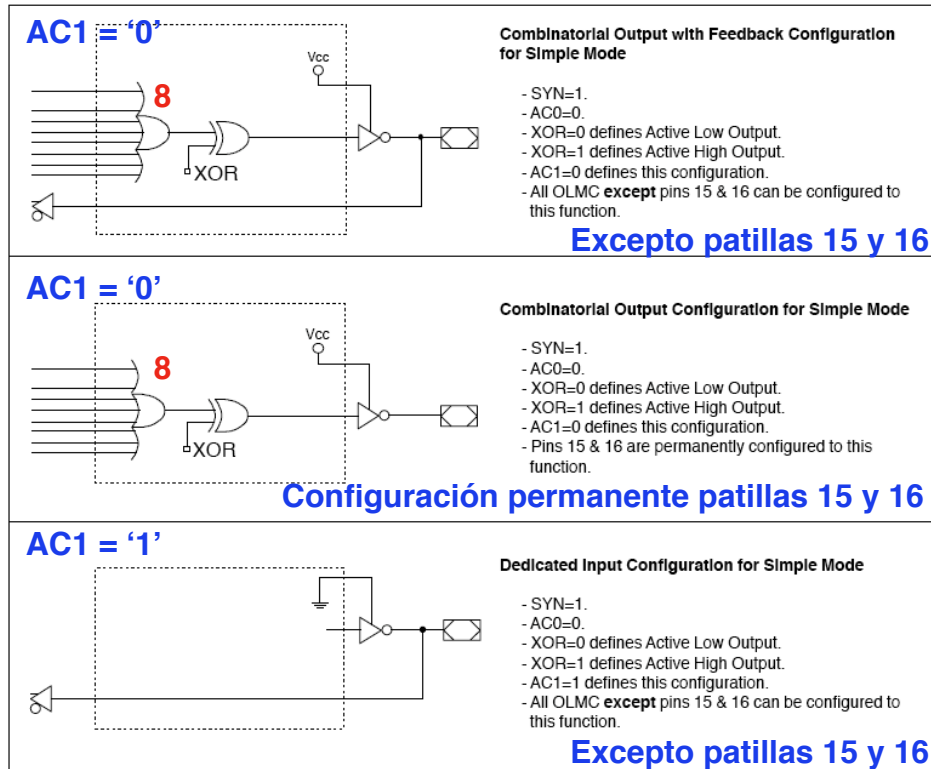 AC1 = ‘0’
Combinatorial Output with Feedback Configuration
for Simple Mode
Vcc
8
- SYN=1.
- AC0=0.
- XOR=0 defines Active Low Output.
- XOR=1 defines Active High Output.
- AC1=0 defines this configuration.
- All OLMC except pins 15 & 16 can be configured to
this function.
XOR
Excepto patillas 15 y 16
AC1 = ‘0’
Combinatorial Output Configuration for Simple Mode
Vcc
8
- SYN=1.
- AC0=0.
- XOR=0 defines Active Low Output.
- XOR=1 defines Active High Output.
- AC1=0 defines this configuration.
- Pins 15 & 16 are permanently configured to this
function.
XOR
Configuración permanente patillas 15 y 16
AC1 = ‘1’
Dedicated Input Configuration for Simple Mode
- SYN=1.
- AC0=0.
- XOR=0 defines Active Low Output.
- XOR=1 defines Active High Output.
- AC1=1 defines this configuration.
- All OLMC except pins 15 & 16 can be configured to
this function.
Excepto patillas 15 y 16